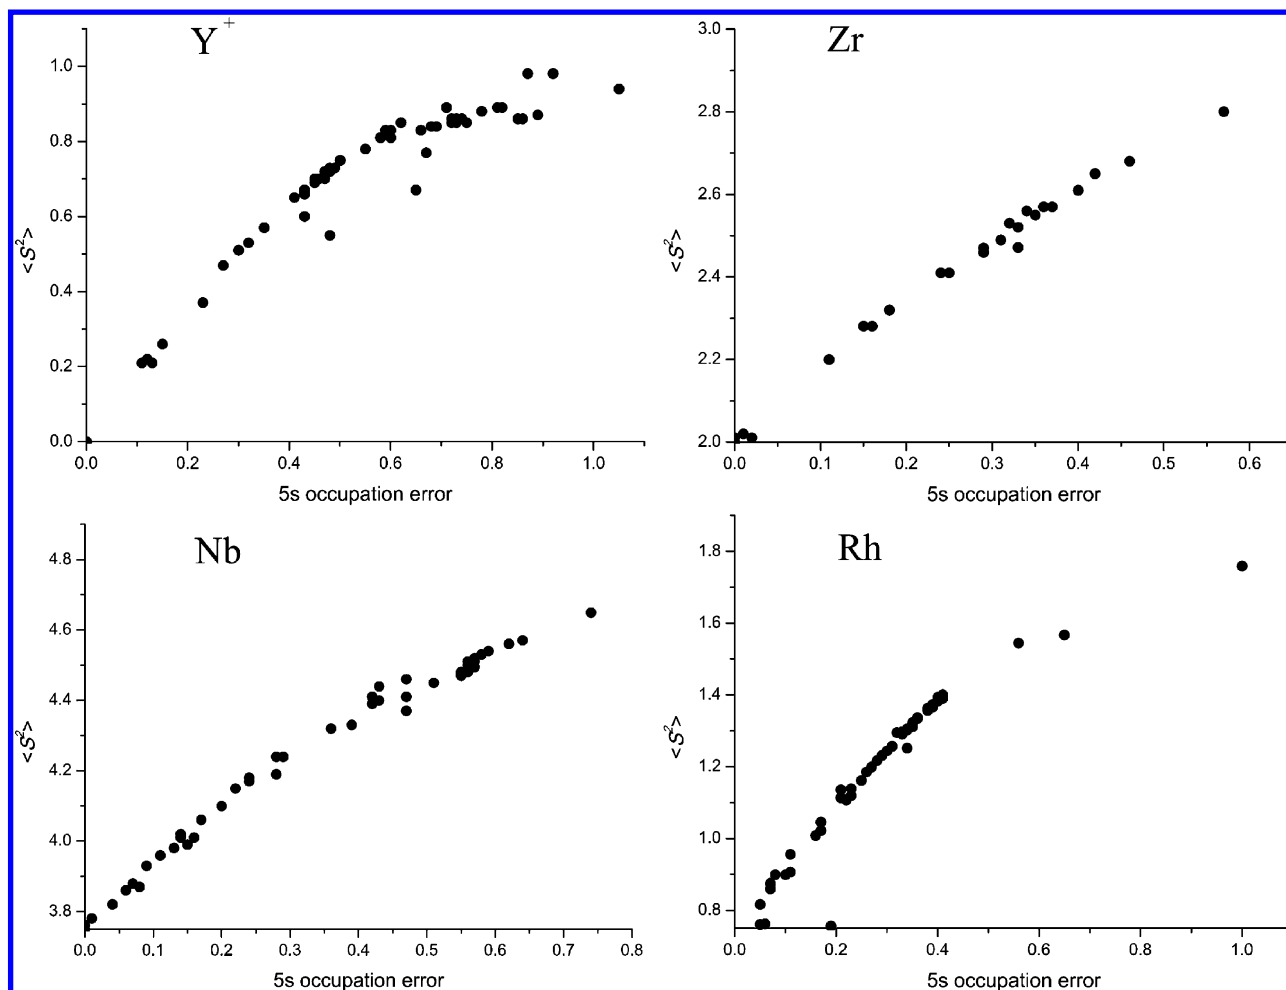 Y +
1.0
0.8
0.6
0.4
0.2
0.0
<S²>
0.0 0.2 0.4 0.6 0.8 1.0
5s occupation error
Zr
3.0
2.8
2.6
2.4
2.2
2.0
<S²>
0.0 0.1 0.2 0.3 0.4 0.5 0.6
5s occupation error
Nb
4.8
4.6
4.4
4.2
4.0
3.8
<S²>
0.0 0.1 0.2 0.3 0.4 0.5 0.6 0.7 0.8
5s occupation error
Rh
1.8
1.6
1.4
1.2
1.0
0.8
<S²>
0.0 0.2 0.4 0.6 0.8 1.0
5s occupation error